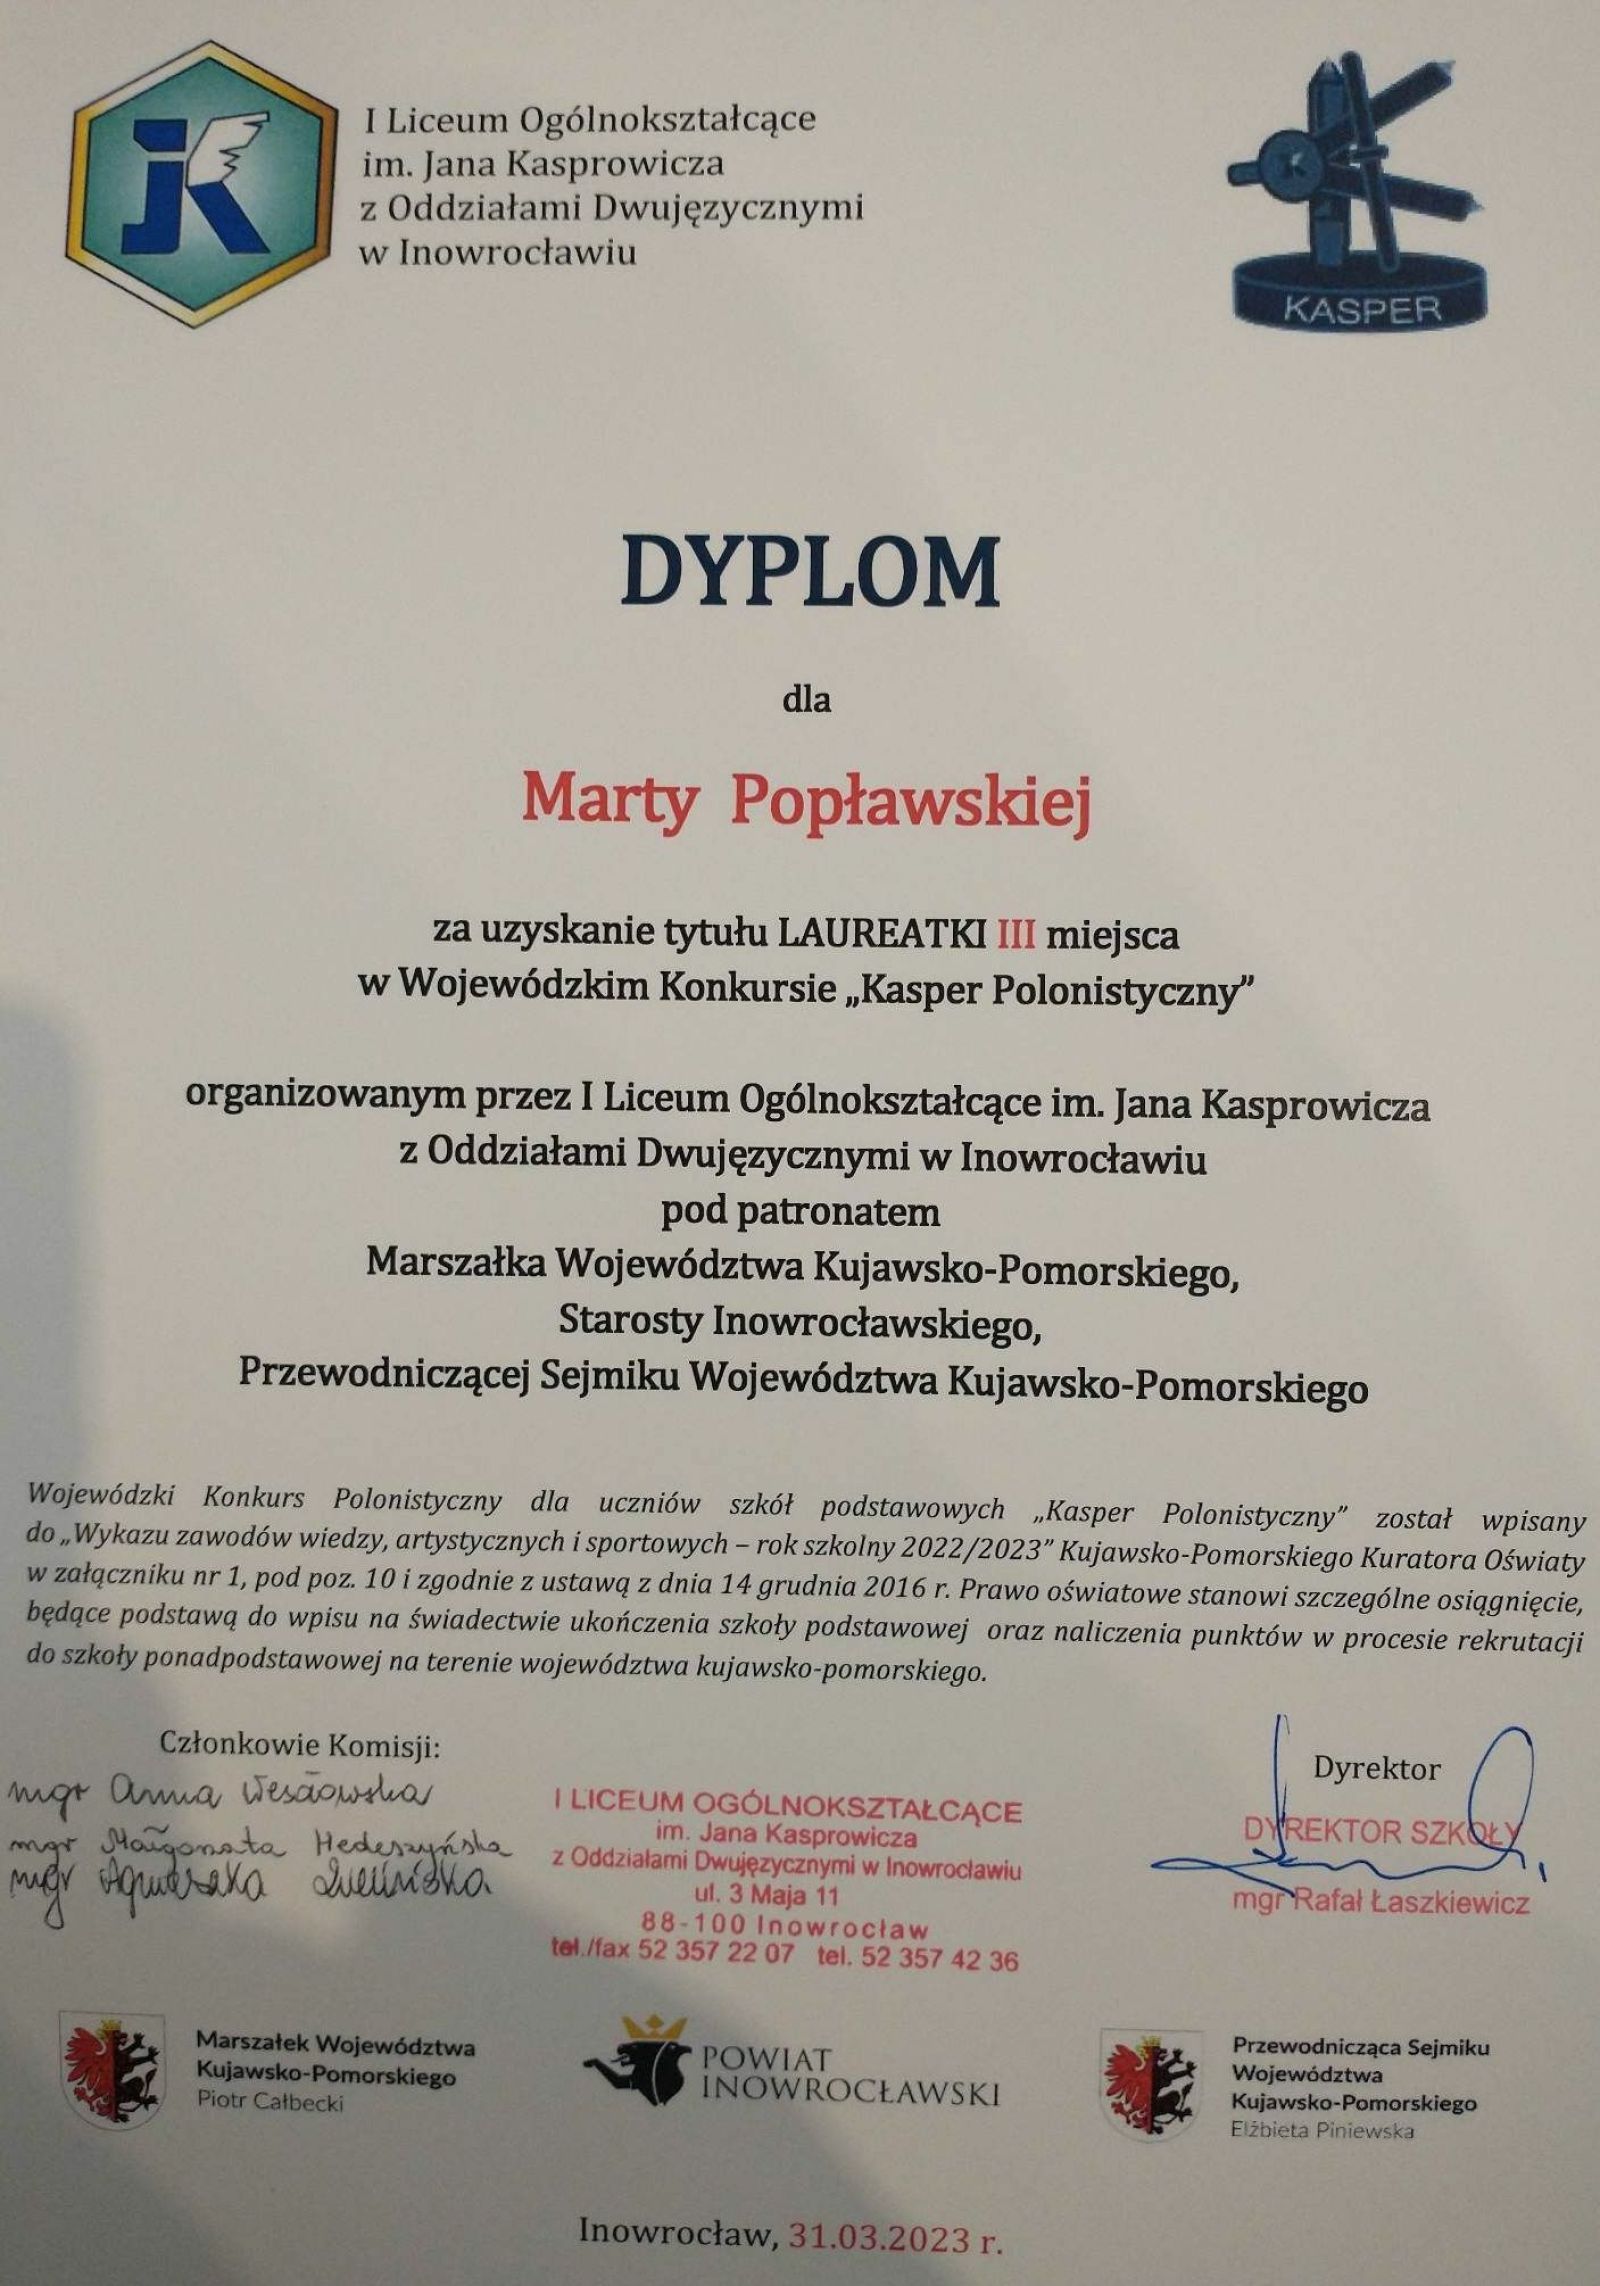 I Liceum Ogólnokształcące
im. Jana Kasprowicza
z Oddziałami Dwujęzycznymi
w Inowrocławiu
JK
K
KASPER
DYPLOM
dla
Marty Popławskiej
za uzyskanie tytułu LAUREATKI III miejsca
w Wojewódzkim Konkursie „Kasper Polonistyczny”
organizowanym przez I Liceum Ogólnokształcące im. Jana Kasprowicza
z Oddziałami Dwujęzycznymi w Inowrocławiu
pod patronatem
Marszałka Województwa Kujawsko-Pomorskiego,
Starosty Inowrocławskiego,
Przewodniczącej Sejmiku Województwa Kujawsko-Pomorskiego
Wojewódzki Konkurs Polonistyczny dla uczniów szkół podstawowych „Kasper Polonistyczny” został wpisany
do „Wykazu zawodów wiedzy, artystycznych i sportowych – rok szkolny 2022/2023” Kujawsko-Pomorskiego Kuratora Oświaty
w załączniku nr 1, pod poz. 10 i zgodnie z ustawą z dnia 14 grudnia 2016 r. Prawo oświatowe stanowi szczególne osiągnięcie,
będące podstawą do wpisu na świadectwie ukończenia szkoły podstawowej oraz naliczenia punktów w procesie rekrutacji
do szkoły ponadpodstawowej na terenie województwa kujawsko-pomorskiego.
Członkowie Komisji:
mgr Anna
mgr Małgorzata
mgr Agnieszka
I LICEUM OGÓLNOKSZTAŁCĄCE
im. Jana Kasprowicza
z Oddziałami Dwujęzycznymi w Inowrocławiu
ul. 3 Maja 11
88-100 Inowrocław
tel./fax 52 357 22 07 tel. 52 357 42 36
Dyrektor
DYREKTOR SZKOŁY
mgr Rafał Łaszkiewicz
Marszałek Województwa
Kujawsko-Pomorskiego
Piotr Całbecki
POWIAT
INOWROCŁAWSKI
Przewodnicząca Sejmiku
Województwa
Kujawsko-Pomorskiego
Elżbieta Piniewska
Inowrocław, 31.03.2023 r.